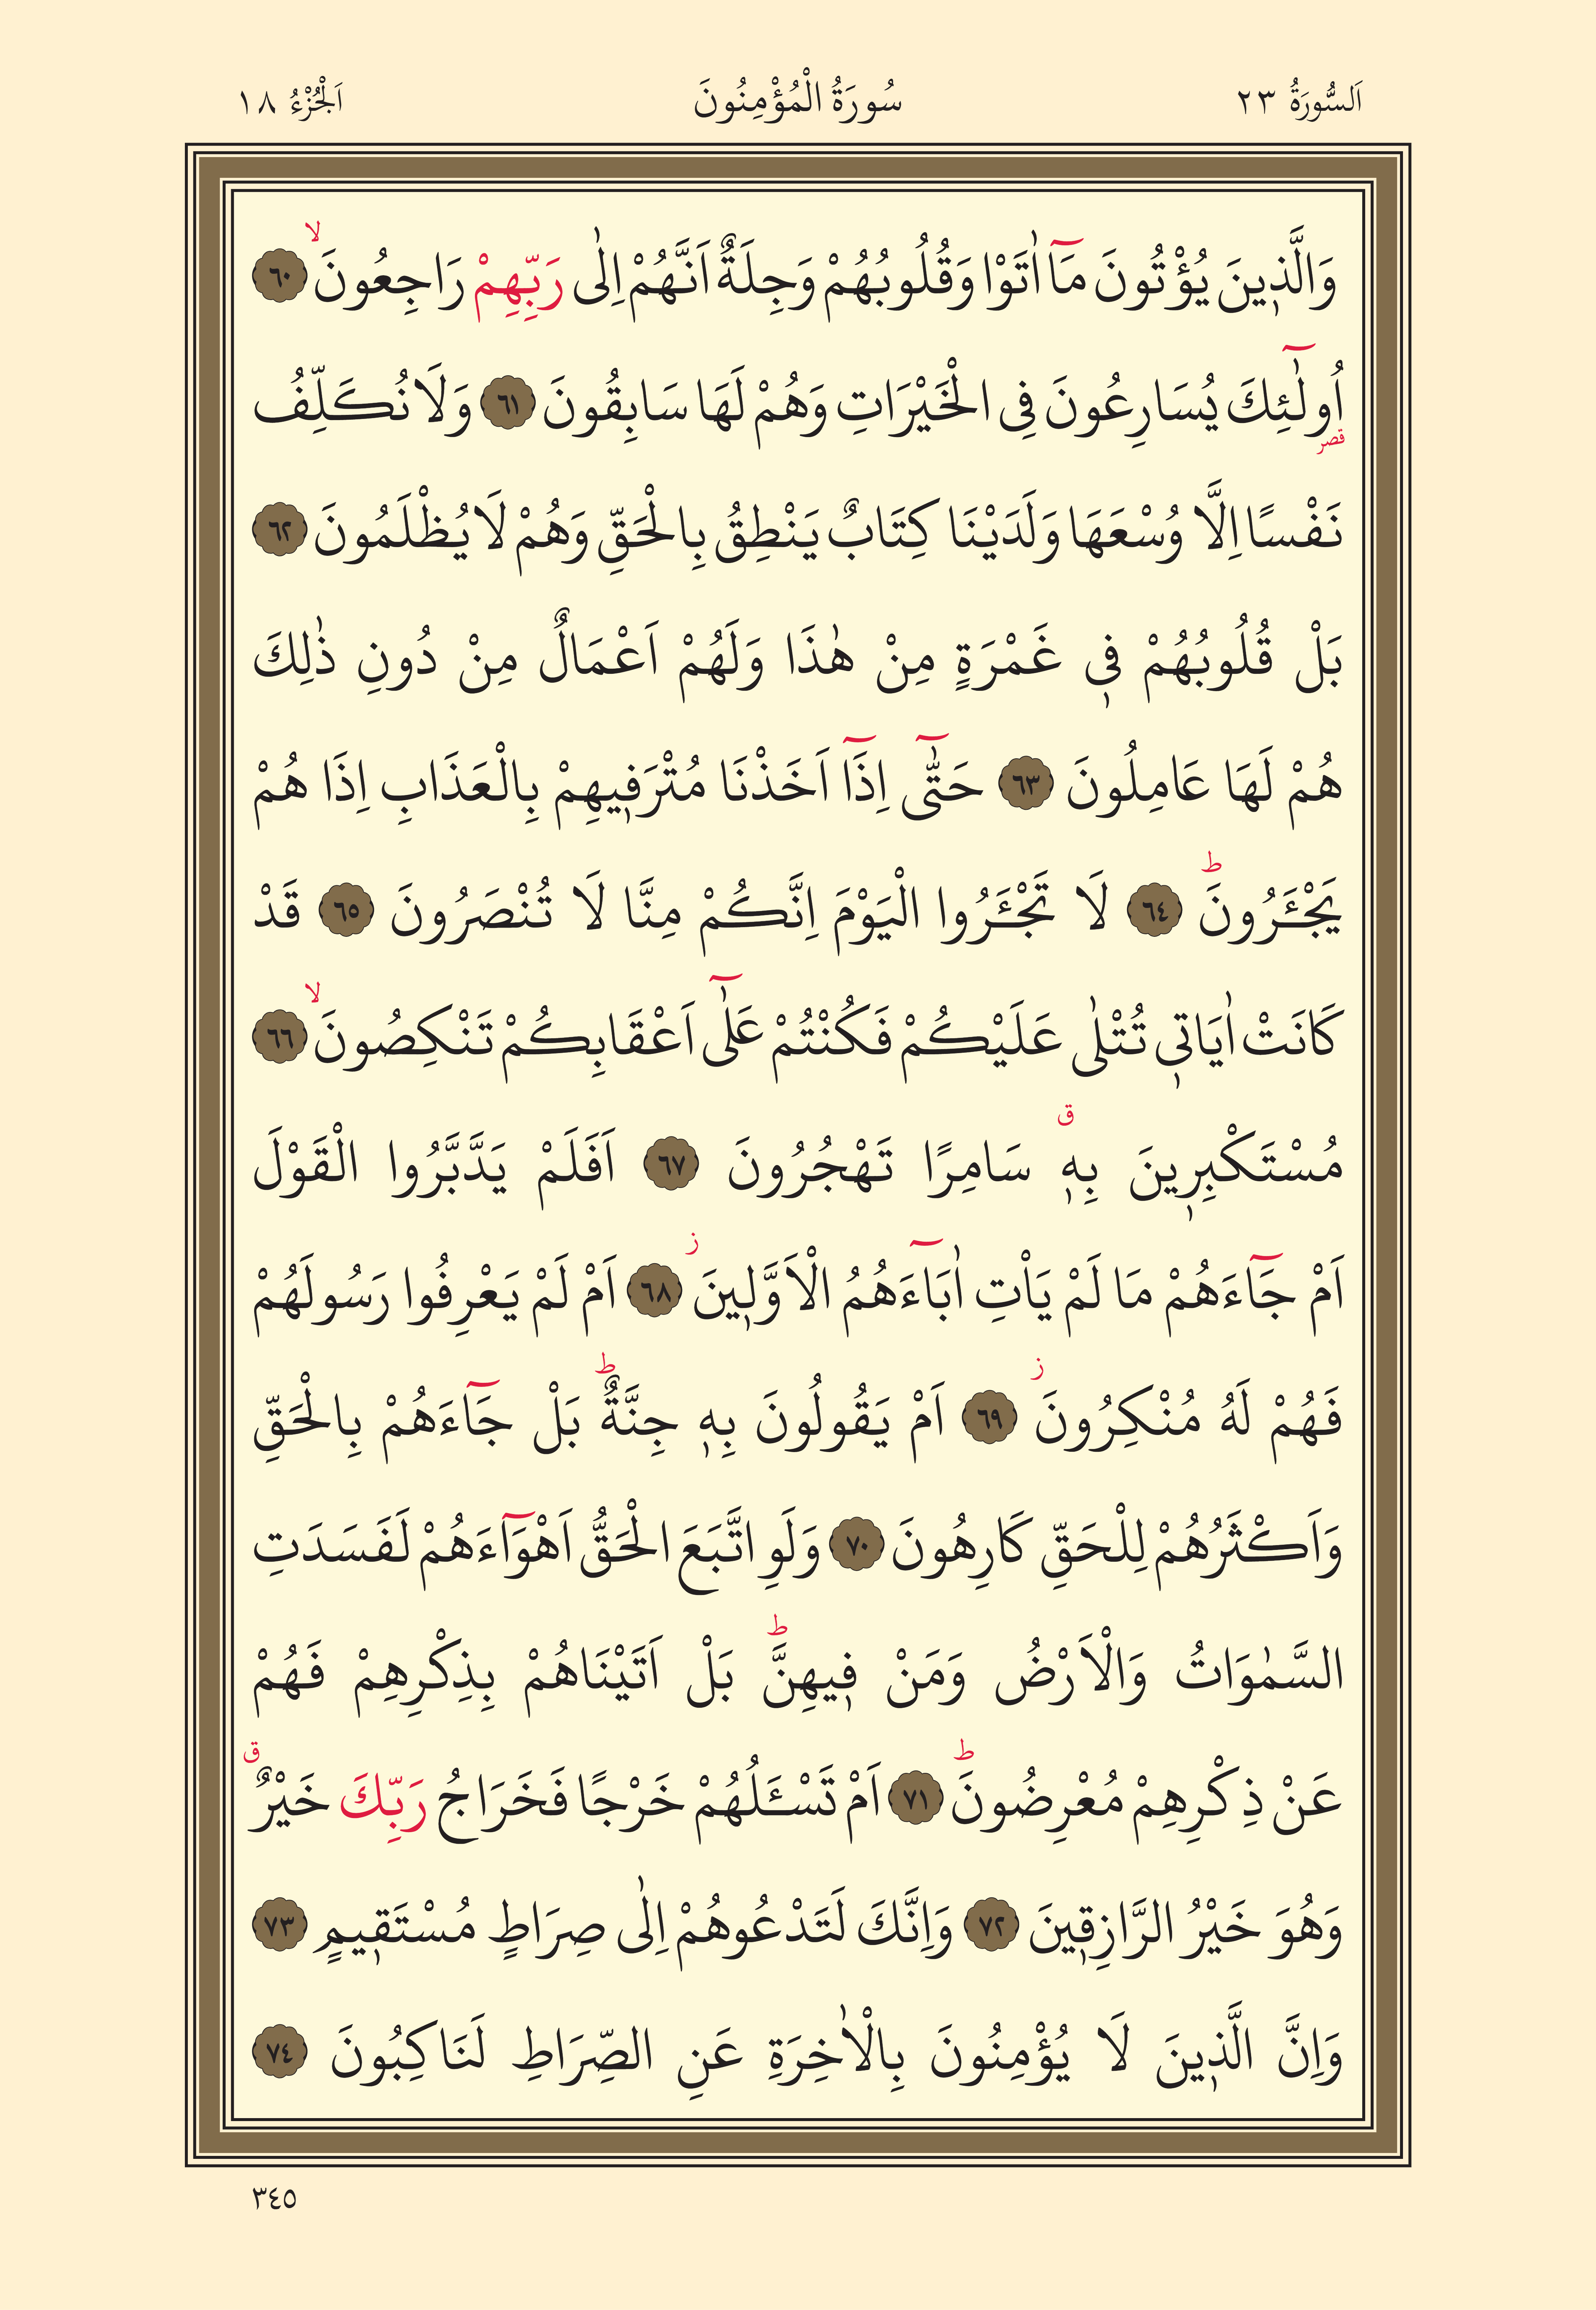 اَلسُّورَةُ ٢٣ سُورَةُ الْمُؤْمِنُونَ اَلْجُزْءُ ١٨
وَالَّذ۪ينَ يُؤْتُونَ مَٓا اٰتَوْا وَقُلُوبُهُمْ وَجِلَةٌ اَنَّهُمْ اِلٰى رَبِّهِمْ رَاجِعُونَۙ ٦٠
اُو۬لٰٓئِكَ يُسَارِعُونَ فِي الْخَيْرَاتِ وَهُمْ لَهَا سَابِقُونَ ٦١ وَلَا نُكَلِّفُ
قصر
نَفْسًا اِلَّا وُسْعَهَا وَلَدَيْنَا كِتَابٌ يَنْطِقُ بِالْحَقِّ وَهُمْ لَا يُظْلَمُونَ ٦٢
بَلْ قُلُوبُهُمْ ف۪ي غَمْرَةٍ مِنْ هٰذَا وَلَهُمْ اَعْمَالٌ مِنْ دُونِ ذٰلِكَ
هُمْ لَهَا عَامِلُونَ ٦٣ حَتّٰٓى اِذَٓا اَخَذْنَا مُتْرَف۪يهِمْ بِالْعَذَابِ اِذَا هُمْ
يَجْـَٔرُونَۜ ٦٤ لَا تَجْـَٔرُوا الْيَوْمَ اِنَّكُمْ مِنَّا لَا تُنْصَرُونَ ٦٥ قَدْ
كَانَتْ اٰيَات۪ي تُتْلٰى عَلَيْكُمْ فَكُنْتُمْ عَلٰٓى اَعْقَابِكُمْ تَنْكِصُونَۙ ٦٦
مُسْتَكْبِر۪ينَ بِه۪ۗ سَامِرًا تَهْجُرُونَ ٦٧ اَفَلَمْ يَدَّبَّرُوا الْقَوْلَ
اَمْ جَٓاءَهُمْ مَا لَمْ يَأْتِ اٰبَٓاءَهُمُ الْاَوَّل۪ينَۘ ٦٨ اَمْ لَمْ يَعْرِفُوا رَسُولَهُمْ
فَهُمْ لَهُ مُنْكِرُونَۘ ٦٩ اَمْ يَقُولُونَ بِه۪ جِنَّةٌۜ بَلْ جَٓاءَهُمْ بِالْحَقِّ
وَاَكْثَرُهُمْ لِلْحَقِّ كَارِهُونَ ٧٠ وَلَوِ اتَّبَعَ الْحَقُّ اَهْوَٓاءَهُمْ لَفَسَدَتِ
السَّمٰوَاتُ وَالْاَرْضُ وَمَنْ ف۪يهِنَّۜ بَلْ اَتَيْنَاهُمْ بِذِكْرِهِمْ فَهُمْ
عَنْ ذِكْرِهِمْ مُعْرِضُونَۜ ٧١ اَمْ تَسْـَٔلُهُمْ خَرْجًا فَخَرَاجُ رَبِّكَ خَيْرٌۗ
وَهُوَ خَيْرُ الرَّازِق۪ينَ ٧٢ وَاِنَّكَ لَتَدْعُوهُمْ اِلٰى صِرَاطٍ مُسْتَق۪يمٍ ٧٣
وَاِنَّ الَّذ۪ينَ لَا يُؤْمِنُونَ بِالْاٰخِرَةِ عَنِ الصِّرَاطِ لَنَاكِبُونَ ٧٤
٣٤٥